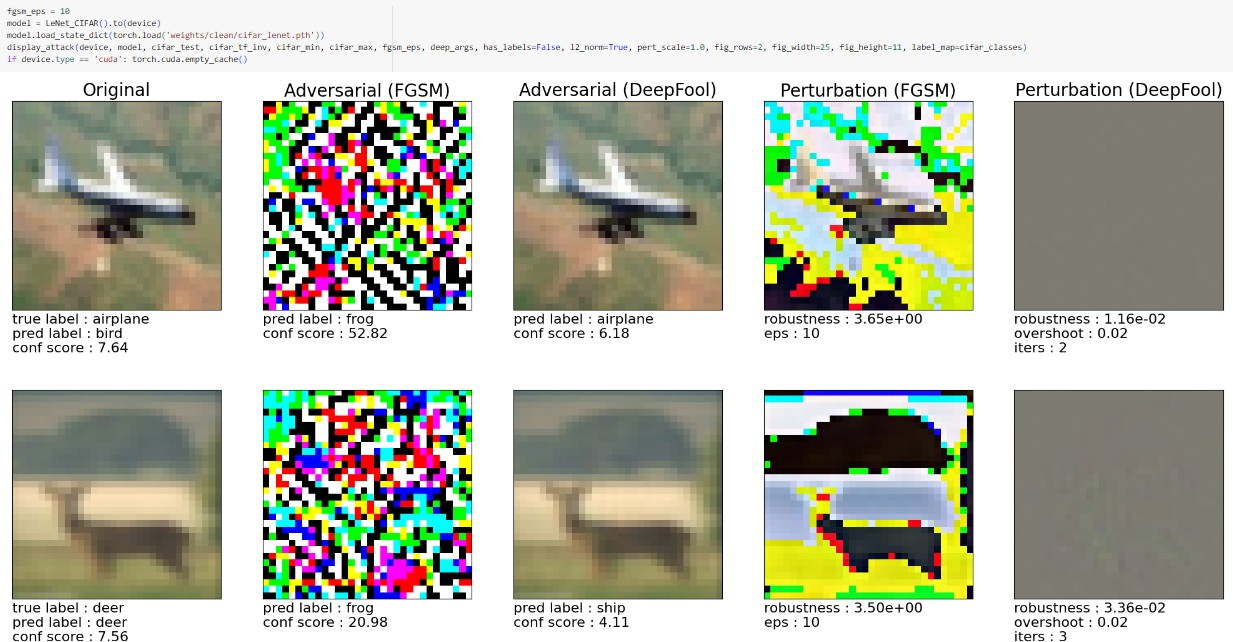 fgsm_eps = 10
model = LeNet_CIFAR().to(device)
model.load_state_dict(torch.load('weights/clean/cifar_lenet.pth'))
display_attack(device, model, cifar_test, cifar_tf_inv, cifar_min, cifar_max, fgsm_eps, deep_args, has_labels=False, l2_norm=True, pert_scale=1.0, fig_rows=2, fig_width=25, fig_height=11, label_map=cifar_classes)
if device.type == 'cuda': torch.cuda.empty_cache()
Original
Adversarial (FGSM)
Adversarial (DeepFool)
Perturbation (FGSM)
Perturbation (DeepFool)
true label : airplane
pred label : bird
conf score : 7.64
pred label : frog
conf score : 52.82
pred label : airplane
conf score : 6.18
robustness : 3.65e+00
eps : 10
robustness : 1.16e-02
overshoot : 0.02
iters : 2
true label : deer
pred label : deer
conf score : 7.56
pred label : frog
conf score : 20.98
pred label : ship
conf score : 4.11
robustness : 3.50e+00
eps : 10
robustness : 3.36e-02
overshoot : 0.02
iters : 3